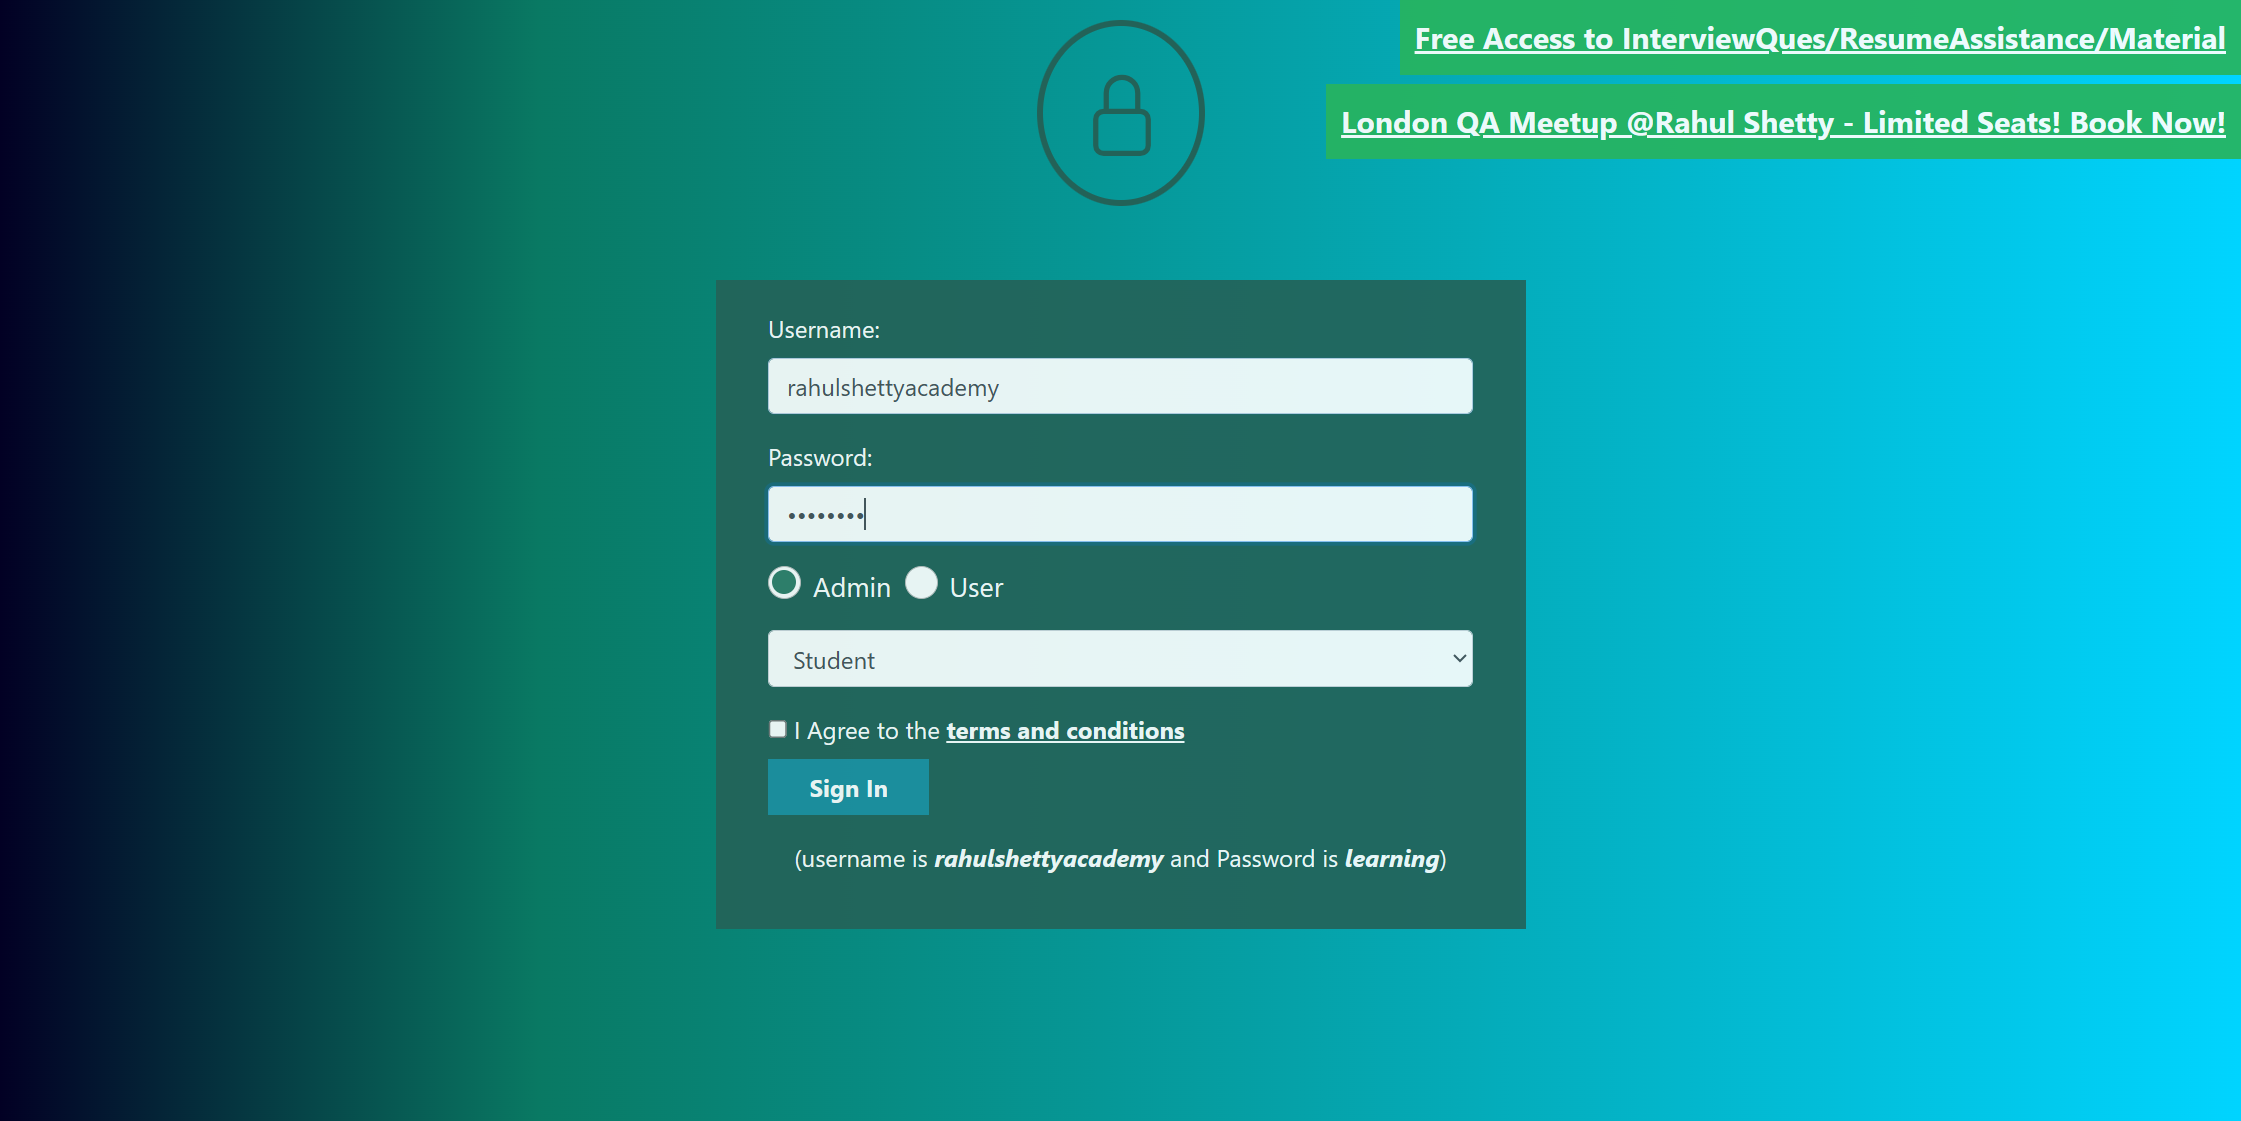 Free Access to InterviewQues/ResumeAssistance/Material
London QA Meetup @Rahul Shetty - Limited Seats! Book Now!
Username:
rahulshettyacademy
Password:
••••••••
Admin User
Student
I Agree to the terms and conditions
Sign In
(username is rahulshettyacademy and Password is learning)